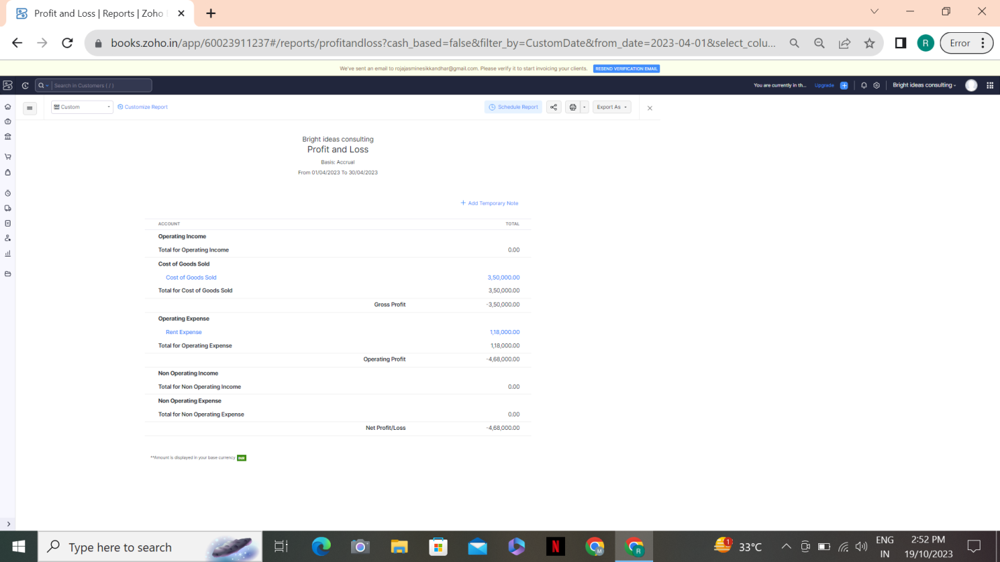 Profit and Loss | Reports | Zoho
books.zoho.in/app/60023911237#/reports/profitandloss?cash_based=false&filter_by=CustomDate&from_date=2023-04-01&select_colu...
R
Error
We've sent an email to rojajasminesikkandhar@gmail.com. Please verify it to start invoicing your clients. RESEND VERIFICATION EMAIL
Search in Customers ( / )
You are currently in th... Upgrade Bright ideas consulting
Custom Customize Report Schedule Report Export As
Bright ideas consulting
Profit and Loss
Basis: Accrual
From 01/04/2023 To 30/04/2023
+ Add Temporary Note
ACCOUNT TOTAL
Operating Income
Total for Operating Income 0.00
Cost of Goods Sold
Cost of Goods Sold 3,50,000.00
Total for Cost of Goods Sold 3,50,000.00
Gross Profit -3,50,000.00
Operating Expense
Rent Expense 1,18,000.00
Total for Operating Expense 1,18,000.00
Operating Profit -4,68,000.00
Non Operating Income
Total for Non Operating Income 0.00
Non Operating Expense
Total for Non Operating Expense 0.00
Net Profit/Loss -4,68,000.00
**Amount is displayed in your base currency INR
Type here to search
N
M
R
1
33°C
ENG
IN
2:52 PM
19/10/2023